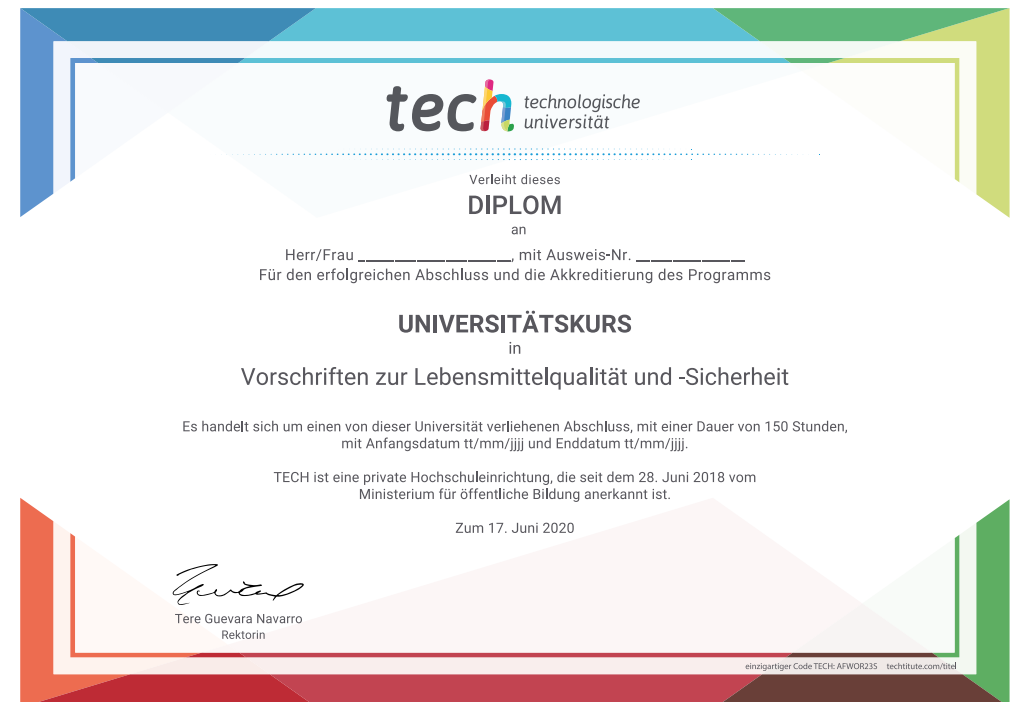 tech technologische
universität
Verleiht dieses
DIPLOM
an
Herr/Frau ____________________, mit Ausweis-Nr. ______________
Für den erfolgreichen Abschluss und die Akkreditierung des Programms
UNIVERSITÄTSKURS
in
Vorschriften zur Lebensmittelqualität und -Sicherheit
Es handelt sich um einen von dieser Universität verliehenen Abschluss, mit einer Dauer von 150 Stunden,
mit Anfangsdatum tt/mm/jjjj und Enddatum tt/mm/jjjj.
TECH ist eine private Hochschuleinrichtung, die seit dem 28. Juni 2018 vom
Ministerium für öffentliche Bildung anerkannt ist.
Zum 17. Juni 2020
Tere Guevara Navarro
Rektorin
einzigartiger Code TECH: AFWOR23S techtitute.com/titel